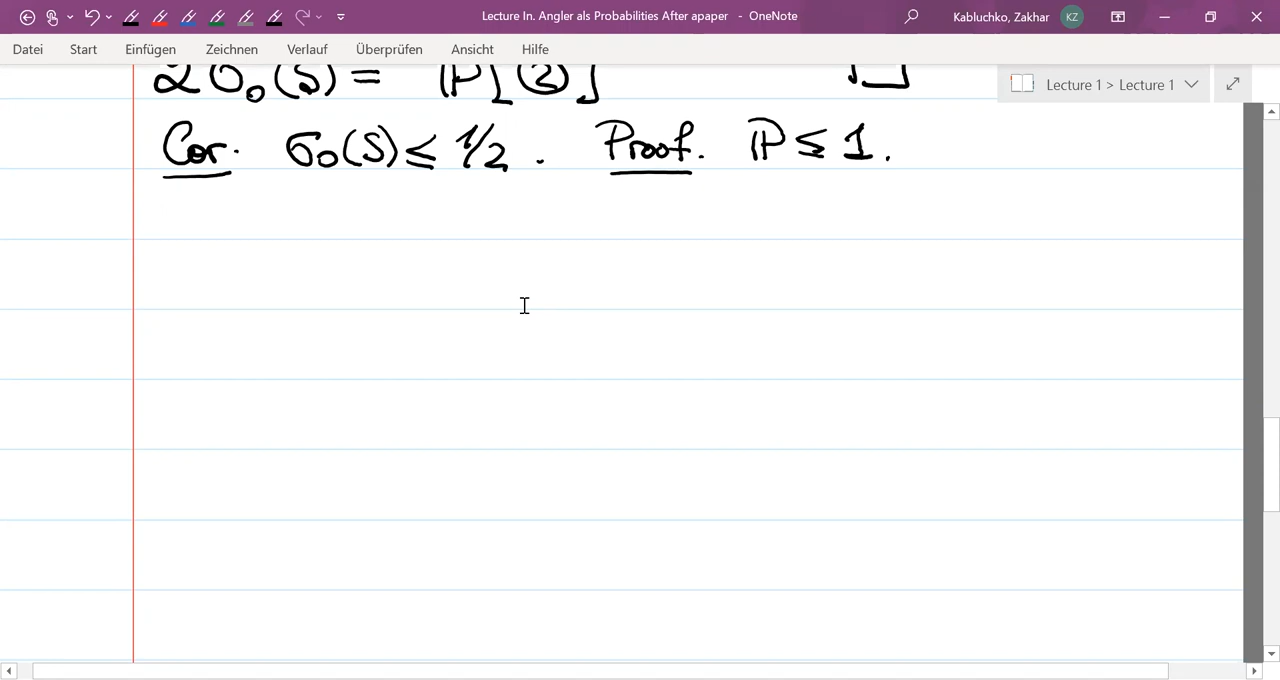 Lecture In. Angler als Probabilities After apaper - OneNote
Kabluchko, Zakhar KZ
Datei Start Einfügen Zeichnen Verlauf Überprüfen Ansicht Hilfe
Lecture 1 > Lecture 1
2σ₀(S) = ℙ[(2)] □
Cor. σ₀(S) ≤ 1/2. Proof. ℙ ≤ 1.